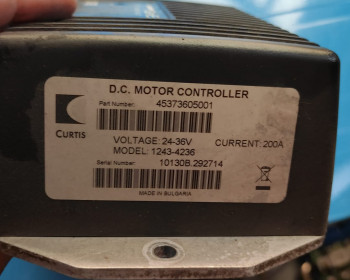 D.C. MOTOR CONTROLLER
Part Number: 45373605001
CURTIS
VOLTAGE: 24-36V CURRENT: 200A
MODEL: 1243-4236
Serial Number: 10130B.292714
MADE IN BULGARIA